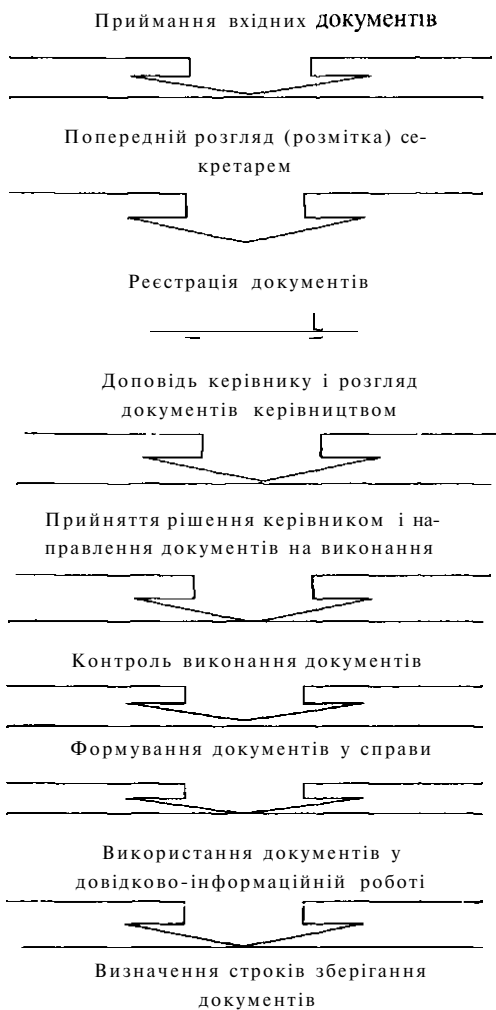 Приймання вхідних документів
Попередній розгляд (розмітка) се-
кретарем
Реєстрація документів
Доповідь керівнику і розгляд
документів керівництвом
Прийняття рішення керівником і на-
правлення документів на виконання
Контроль виконання документів
Формування документів у справи
Використання документів у
довідково-інформаційній роботі
Визначення строків зберігання
документів